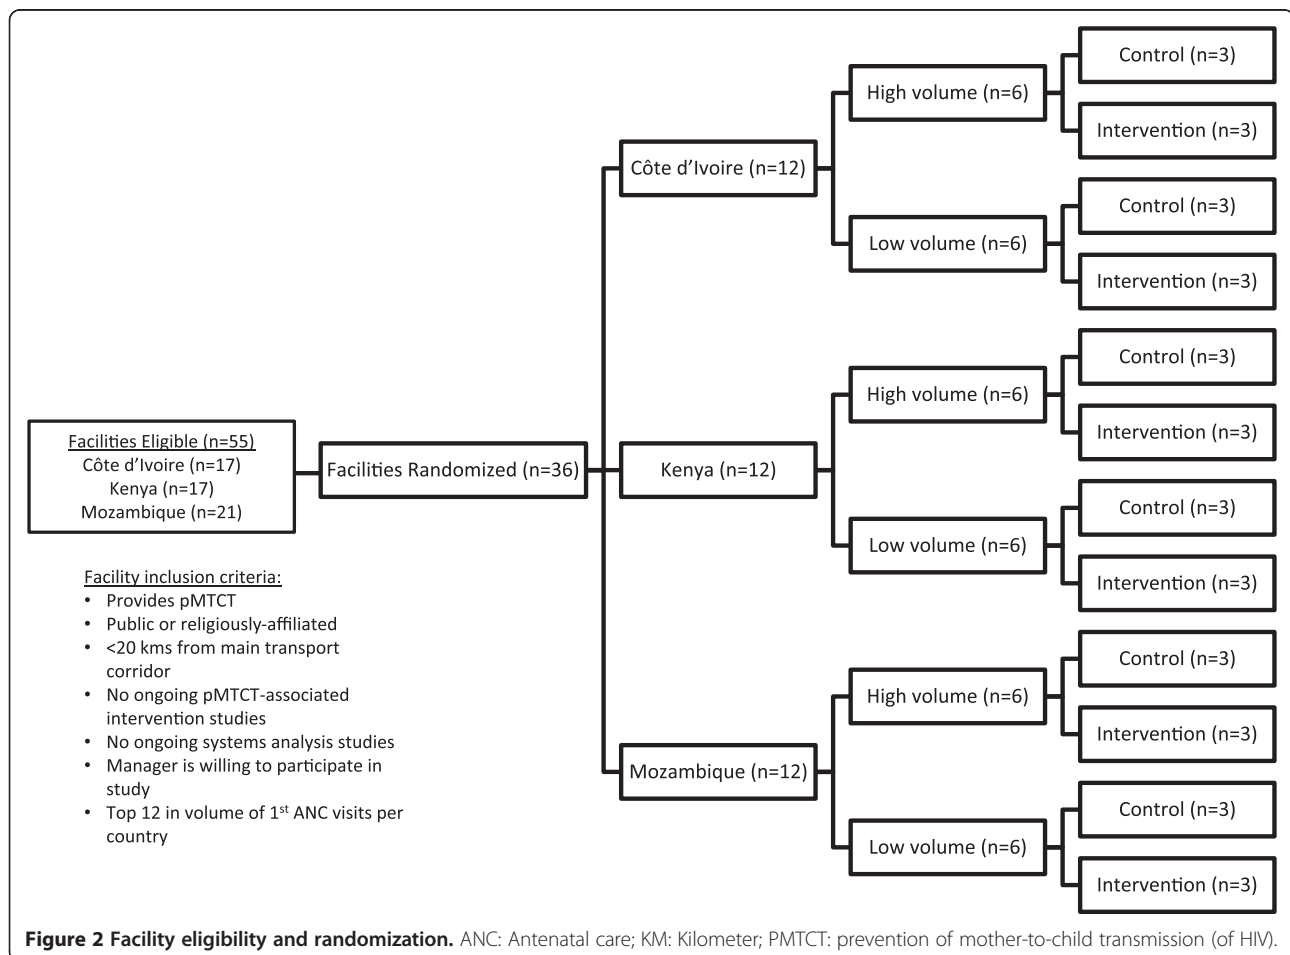 Facilities Eligible (n=55)
Côte d’Ivoire (n=17)
Kenya (n=17)
Mozambique (n=21)
Facility inclusion criteria:
• Provides pMTCT
• Public or religiously-affiliated
• <20 kms from main transport
corridor
• No ongoing pMTCT-associated
intervention studies
• No ongoing systems analysis studies
• Manager is willing to participate in
study
• Top 12 in volume of 1st ANC visits per
country
Facilities Randomized (n=36)
Côte d’Ivoire (n=12)
High volume (n=6)
Control (n=3)
Intervention (n=3)
Low volume (n=6)
Control (n=3)
Intervention (n=3)
Kenya (n=12)
High volume (n=6)
Control (n=3)
Intervention (n=3)
Low volume (n=6)
Control (n=3)
Intervention (n=3)
Mozambique (n=12)
High volume (n=6)
Control (n=3)
Intervention (n=3)
Low volume (n=6)
Control (n=3)
Intervention (n=3)
Figure 2 Facility eligibility and randomization. ANC: Antenatal care; KM: Kilometer; PMTCT: prevention of mother-to-child transmission (of HIV).